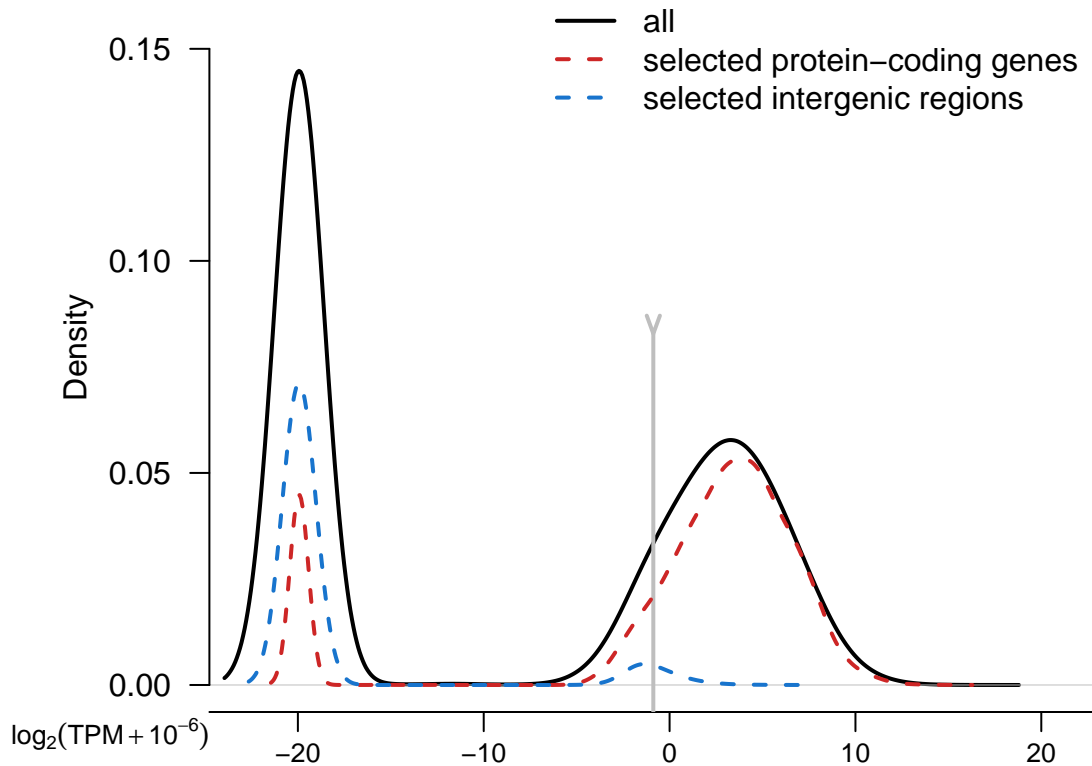 all
selected protein−coding genes
selected intergenic regions
0.15
0.10
0.05
0.00
Density
log₂(TPM + 10⁻⁶)
−20
−10
0
10
20